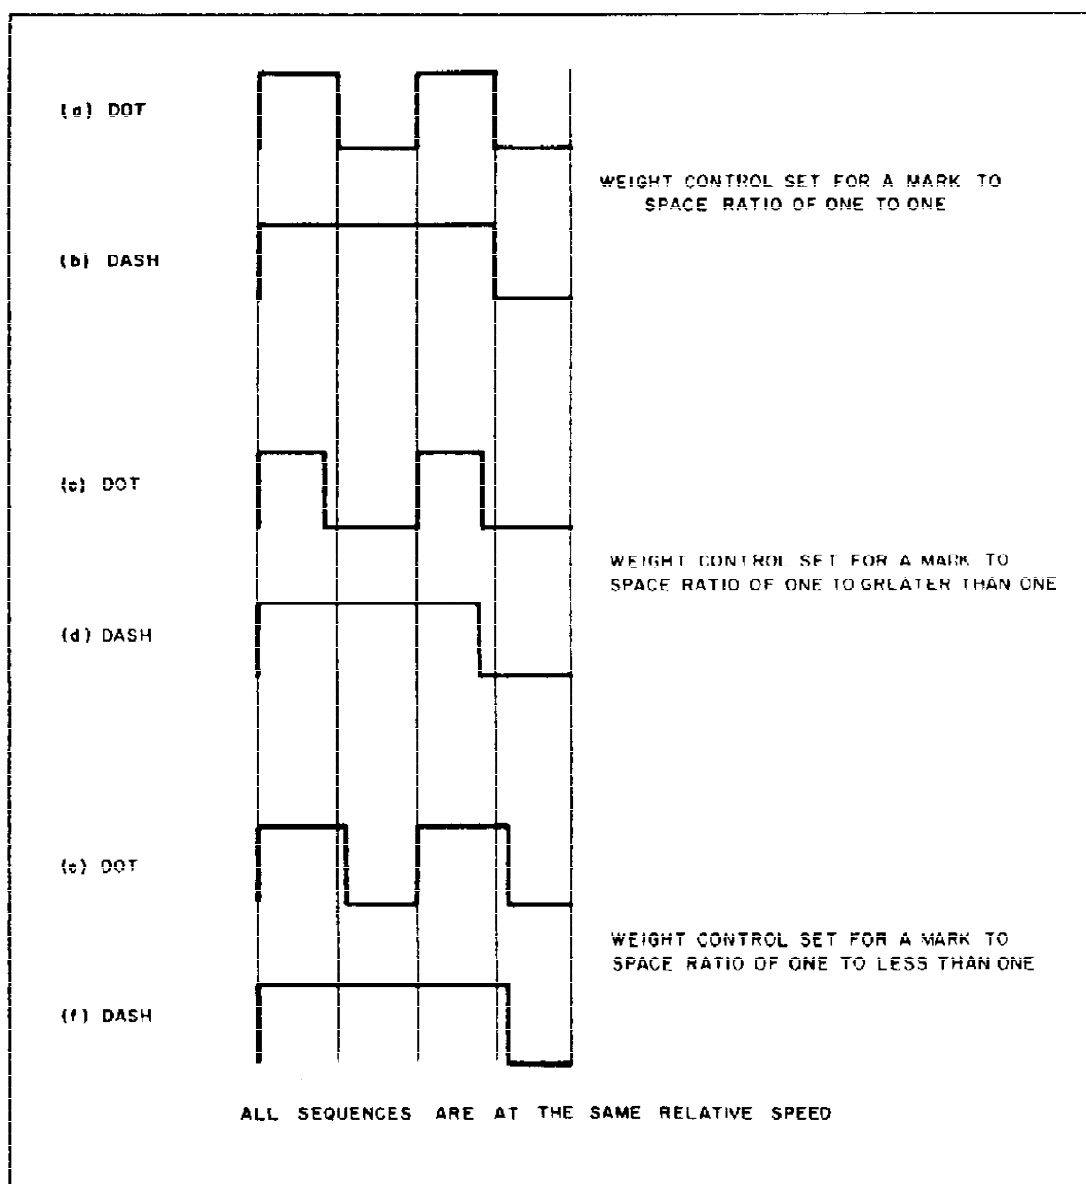 (a) DOT
WEIGHT CONTROL SET FOR A MARK TO
SPACE RATIO OF ONE TO ONE
(b) DASH
(c) DOT
WEIGHT CONTROL SET FOR A MARK TO
SPACE RATIO OF ONE TO GREATER THAN ONE
(d) DASH
(e) DOT
WEIGHT CONTROL SET FOR A MARK TO
SPACE RATIO OF ONE TO LESS THAN ONE
(f) DASH
ALL SEQUENCES ARE AT THE SAME RELATIVE SPEED